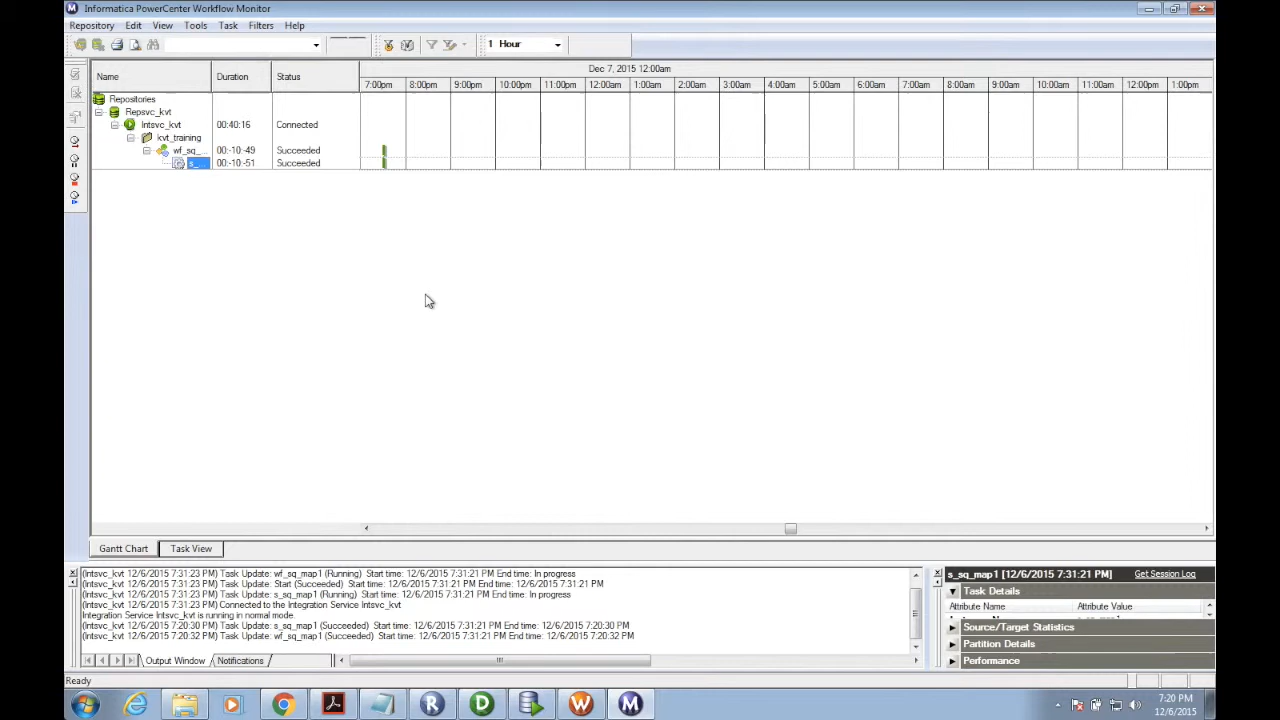 Informatica PowerCenter Workflow Monitor
Repository Edit View Tools Task Filters Help
1 Hour
Name Duration Status
Dec 7, 2015 12:00am
7:00pm 8:00pm 9:00pm 10:00pm 11:00pm 12:00am 1:00am 2:00am 3:00am 4:00am 5:00am 6:00am 7:00am 8:00am 9:00am 10:00am 11:00am 12:00pm 1:00pm
Repositories
Repsvc_kvt
Intsvc_kvt 00:40:16 Connected
kvt_training
wf_sq_... 00:-10:-49 Succeeded
s_... 00:-10:-51 Succeeded
Gantt Chart Task View
(Intsvc_kvt 12/6/2015 7:31:23 PM) Task Update: wf_sq_map1 (Running) Start time: 12/6/2015 7:31:21 PM End time: In progress
(Intsvc_kvt 12/6/2015 7:31:23 PM) Task Update: Start (Succeeded) Start time: 12/6/2015 7:31:21 PM End time: 12/6/2015 7:31:21 PM
(Intsvc_kvt 12/6/2015 7:31:23 PM) Task Update: s_sq_map1 (Running) Start time: 12/6/2015 7:31:21 PM End time: In progress
(Intsvc_kvt 12/6/2015 7:31:23 PM) Connected to the Integration Service Intsvc_kvt
Integration Service Intsvc_kvt is running in normal mode.
(Intsvc_kvt 12/6/2015 7:20:30 PM) Task Update: s_sq_map1 (Succeeded) Start time: 12/6/2015 7:31:21 PM End time: 12/6/2015 7:20:30 PM
(Intsvc_kvt 12/6/2015 7:20:32 PM) Task Update: wf_sq_map1 (Succeeded) Start time: 12/6/2015 7:31:21 PM End time: 12/6/2015 7:20:32 PM
Output Window Notifications
s_sq_map1 [12/6/2015 7:31:21 PM] Get Session Log
Task Details
Attribute Name Attribute Value
Source/Target Statistics
Partition Details
Performance
Ready
7:20 PM
12/6/2015